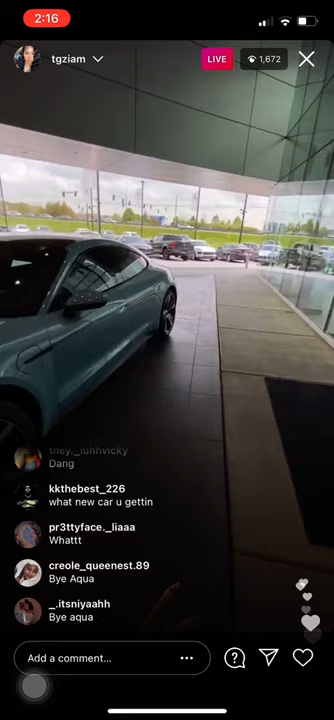 2:16
tgziam
LIVE
1,672
they._luhhvicky
Dang
kkthebest_226
what new car u gettin
pr3ttyface._liaaa
Whattt
creole_queenest.89
Bye Aqua
_.itsniyaahh
Bye aqua
Add a comment...